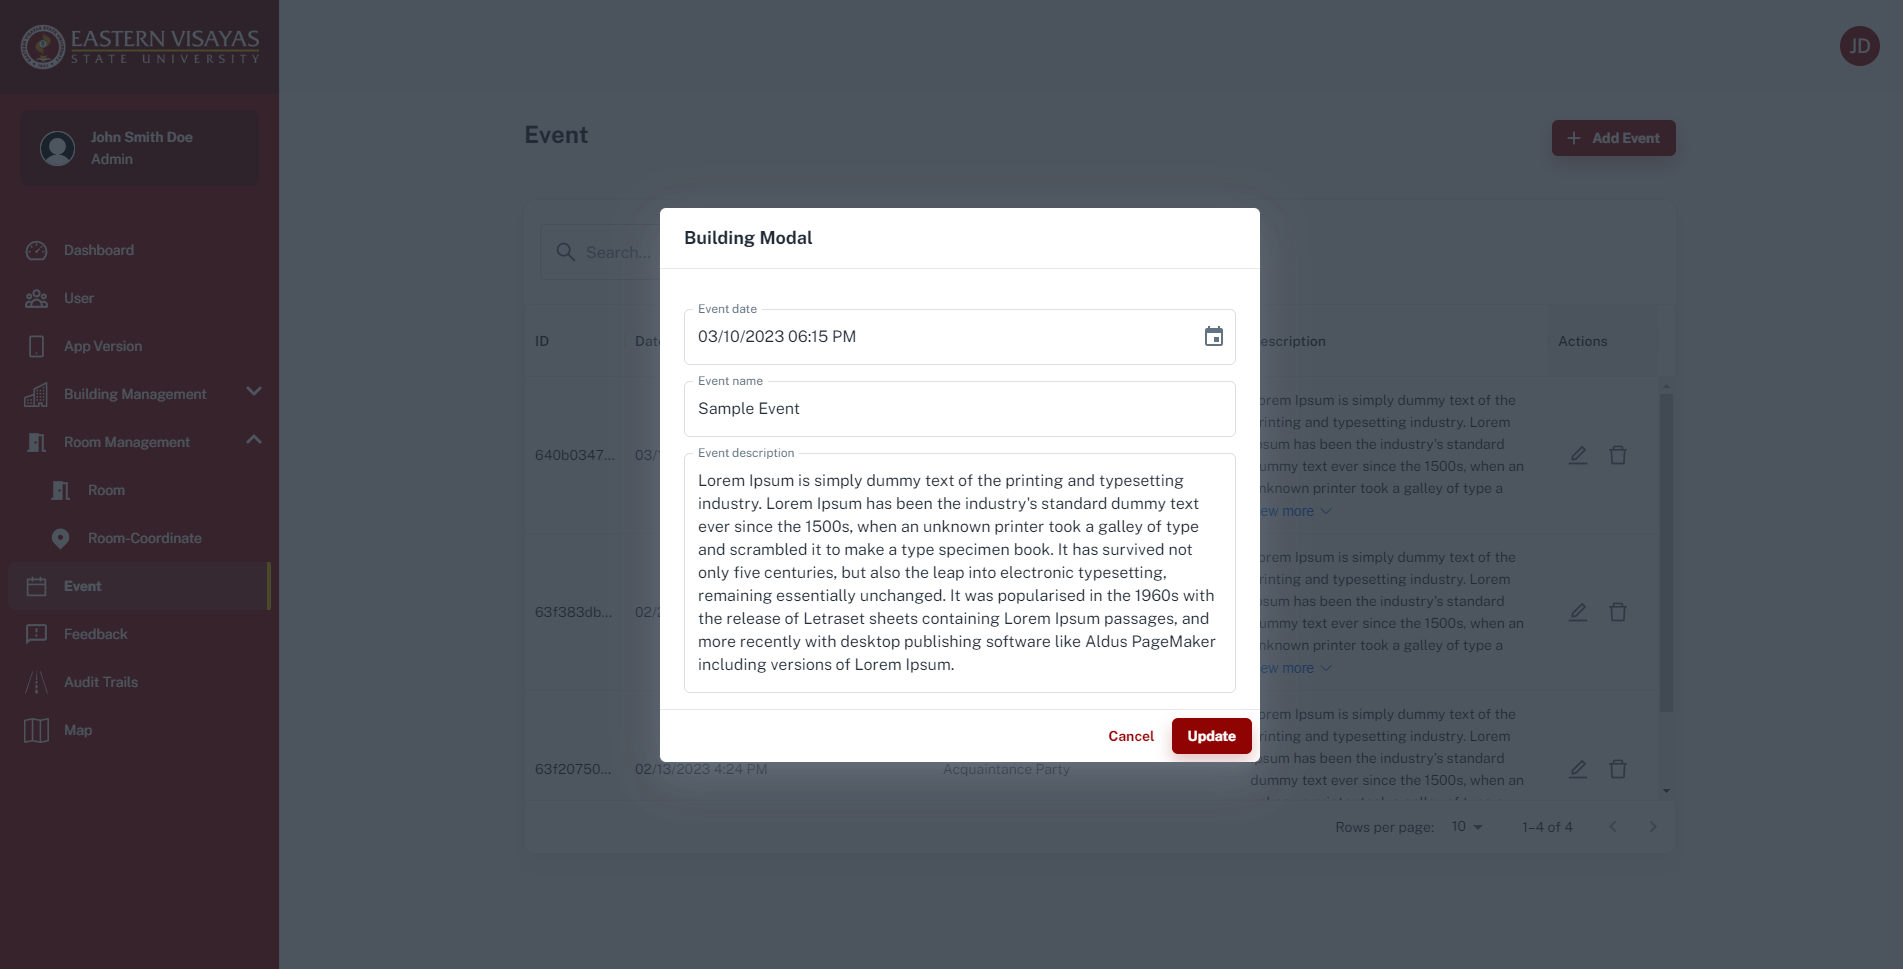 EASTERN VISAYAS
STATE UNIVERSITY
JD
John Smith Doe
Admin
Dashboard
User
App Version
Building Management
Room Management
Room
Room-Coordinate
Event
Feedback
Audit Trails
Map
Event
Add Event
Search...
ID
Actions
640b0347...
63f383db...
63f20750...
02/13/2023 4:24 PM
Acquaintance Party
escription
orem Ipsum is simply dummy text of the
rinting and typesetting industry. Lorem
sum has been the industry's standard
ummy text ever since the 1500s, when an
nknown printer took a galley of type a
ew more
orem Ipsum is simply dummy text of the
rinting and typesetting industry. Lorem
sum has been the industry's standard
ummy text ever since the 1500s, when an
nknown printer took a galley of type a
ew more
orem Ipsum is simply dummy text of the
rinting and typesetting industry. Lorem
psum has been the industry's standard
dummy text ever since the 1500s, when an
Rows per page: 10 1–4 of 4
Building Modal
Event date
03/10/2023 06:15 PM
Event name
Sample Event
Event description
Lorem Ipsum is simply dummy text of the printing and typesetting
industry. Lorem Ipsum has been the industry's standard dummy text
ever since the 1500s, when an unknown printer took a galley of type
and scrambled it to make a type specimen book. It has survived not
only five centuries, but also the leap into electronic typesetting,
remaining essentially unchanged. It was popularised in the 1960s with
the release of Letraset sheets containing Lorem Ipsum passages, and
more recently with desktop publishing software like Aldus PageMaker
including versions of Lorem Ipsum.
Cancel
Update